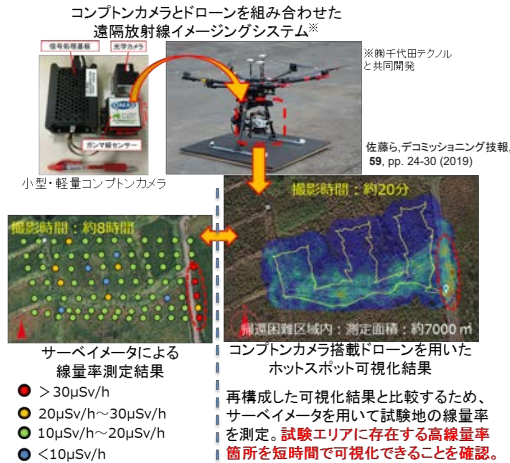 コンプトンカメラとドローンを組み合わせた
遠隔放射線イメージングシステム※
信号処理基板
光学カメラ
ガンマ線センサー
小型・軽量コンプトンカメラ
※㈱千代田テクノル
と共同開発
佐藤ら,デコミッショニング技報,
59, pp. 24-30 (2019)
撮影時間：約8時間
撮影時間：約20分
帰還困難区域内：測定面積：約7000 ㎡
サーベイメータによる
線量率測定結果
＞30μSv/h
20μSv/h～30μSv/h
10μSv/h～20μSv/h
<10μSv/h
コンプトンカメラ搭載ドローンを用いた
ホットスポット可視化結果
再構成した可視化結果と比較するため、
サーベイメータを用いて試験地の線量率
を測定。試験エリアに存在する高線量率
箇所を短時間で可視化できることを確認。